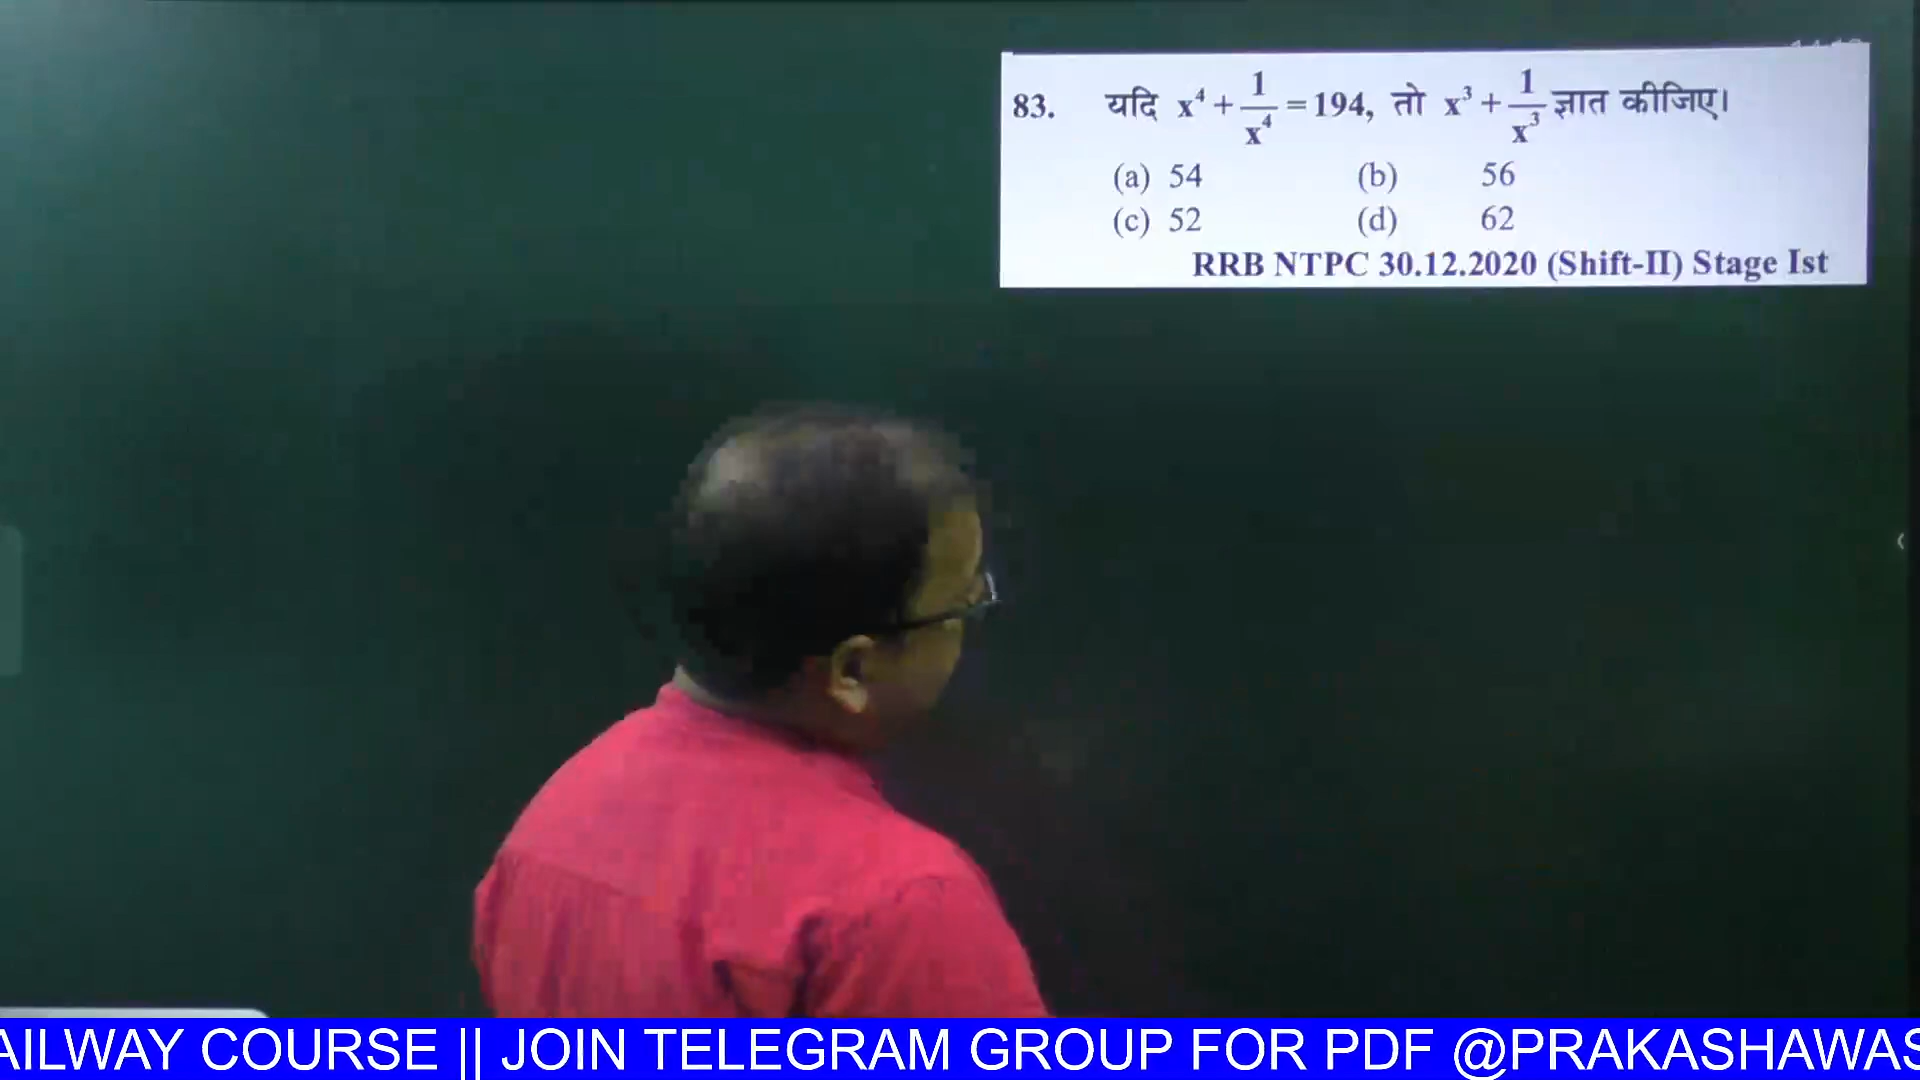 83. यदि x⁴ + 1/x⁴ = 194, तो x³ + 1/x³ ज्ञात कीजिए।
(a) 54 (b) 56
(c) 52 (d) 62
RRB NTPC 30.12.2020 (Shift-II) Stage Ist
AILWAY COURSE || JOIN TELEGRAM GROUP FOR PDF @PRAKASHAWAS